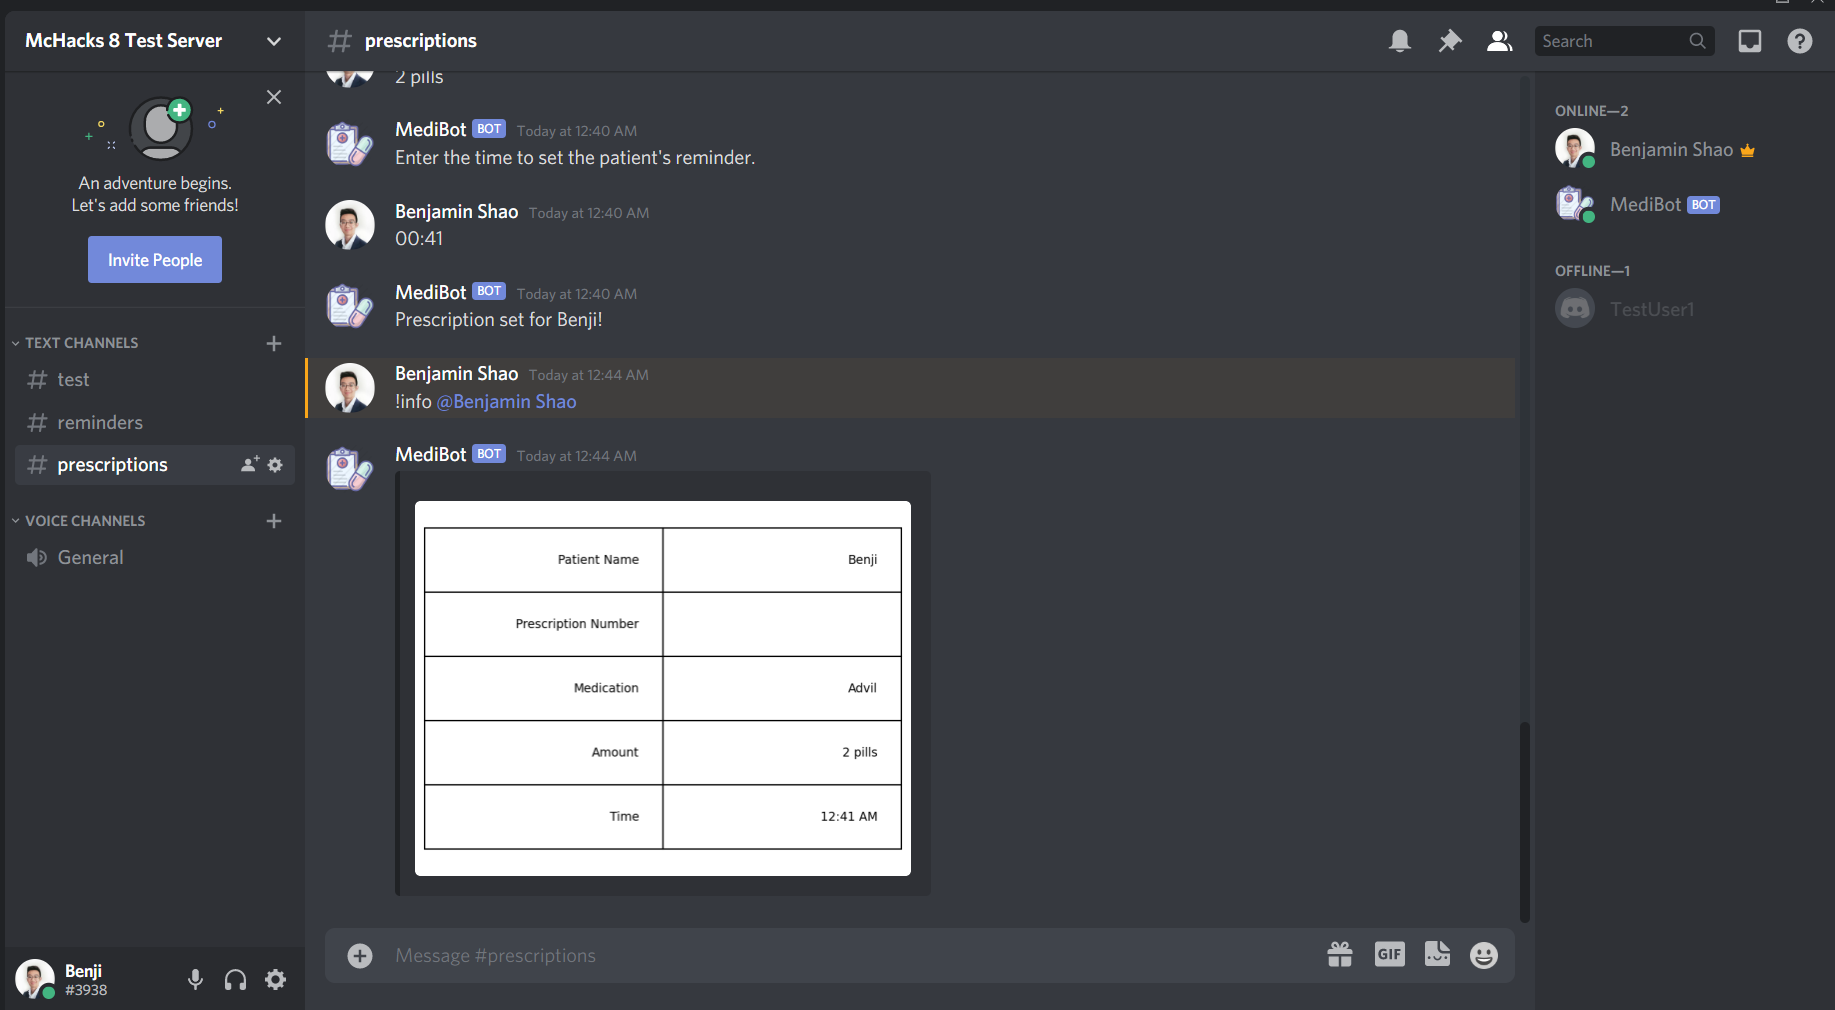 McHacks 8 Test Server
An adventure begins.
Let's add some friends!
Invite People
TEXT CHANNELS
test
reminders
prescriptions
VOICE CHANNELS
General
Benji
#3938
prescriptions
Search
2 pills
MediBot BOT Today at 12:40 AM
Enter the time to set the patient's reminder.
Benjamin Shao Today at 12:40 AM
00:41
MediBot BOT Today at 12:40 AM
Prescription set for Benji!
Benjamin Shao Today at 12:44 AM
!info @Benjamin Shao
MediBot BOT Today at 12:44 AM
Patient Name Benji
Prescription Number
Medication Advil
Amount 2 pills
Time 12:41 AM
Message #prescriptions
GIF
ONLINE—2
Benjamin Shao
MediBot BOT
OFFLINE—1
TestUser1